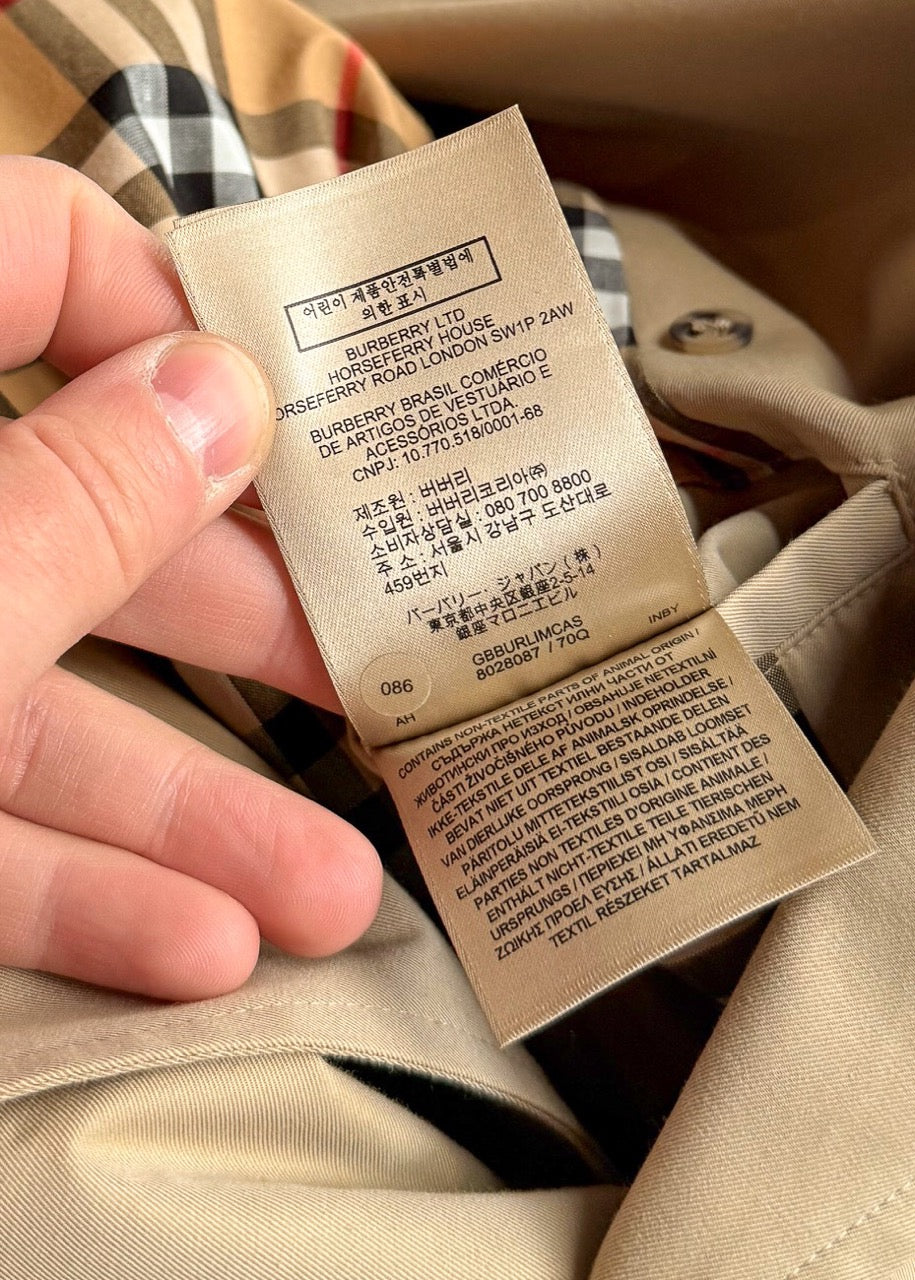 어린이 제품안전특별법에
의한 표시
BURBERRY LTD
HORSEFERRY HOUSE
ORSEFERRY ROAD LONDON SW1P 2AW
BURBERRY BRASIL COMÉRCIO
DE ARTIGOS DE VESTUÁRIO E
ACESSÓRIOS LTDA
CNPJ: 10.770.518/0001-68
제조원 : 버버리
수입원 : 버버리코리아㈜
소비자상담실 : 080 700 8800
주 소 : 서울시 강남구 도산대로
459번지
バーバリー・ジャパン(株)
東京都中央区銀座2-5-14
銀座マロニエビル
INBY
GBBURLIMCAS
8028087 / 70Q
086
AH
CONTAINS NON-TEXTILE PARTS OF ANIMAL ORIGIN /
СЪДЪРЖА НЕТЕКСТИЛНИ ЧАСТИ ОТ
ЖИВОТИНСКИ ПРОИЗХОД / OBSAHUJE NETEXTILNÍ
ČÁSTI ŽIVOČIŠNÉHO PŮVODU / INDEHOLDER
IKKE-TEKSTILE DELE AF ANIMALSK OPRINDELSE /
BEVAT NIET UIT TEXTIEL BESTAANDE DELEN
VAN DIERLIJKE OORSPRONG / SISALDAB LOOMSET
PÄRITOLU MITTETEKSTIILIST OSI / SISÄLTÄÄ
ELÄINPERÄISIÄ EI-TEKSTIILI OSIA / CONTIENT DES
PARTIES NON TEXTILES D'ORIGINE ANIMALE /
ENTHÄLT NICHT-TEXTILE TEILE TIERISCHEN
URSPRUNGS / ΠΕΡΙΕΧΕΙ ΜΗ ΥΦΑΝΣΙΜΑ ΜΕΡΗ
ΖΩΙΚΗΣ ΠΡΟΕΛΕΥΣΗΣ / ÁLLATI EREDETŰ NEM
TEXTIL RÉSZEKET TARTALMAZ